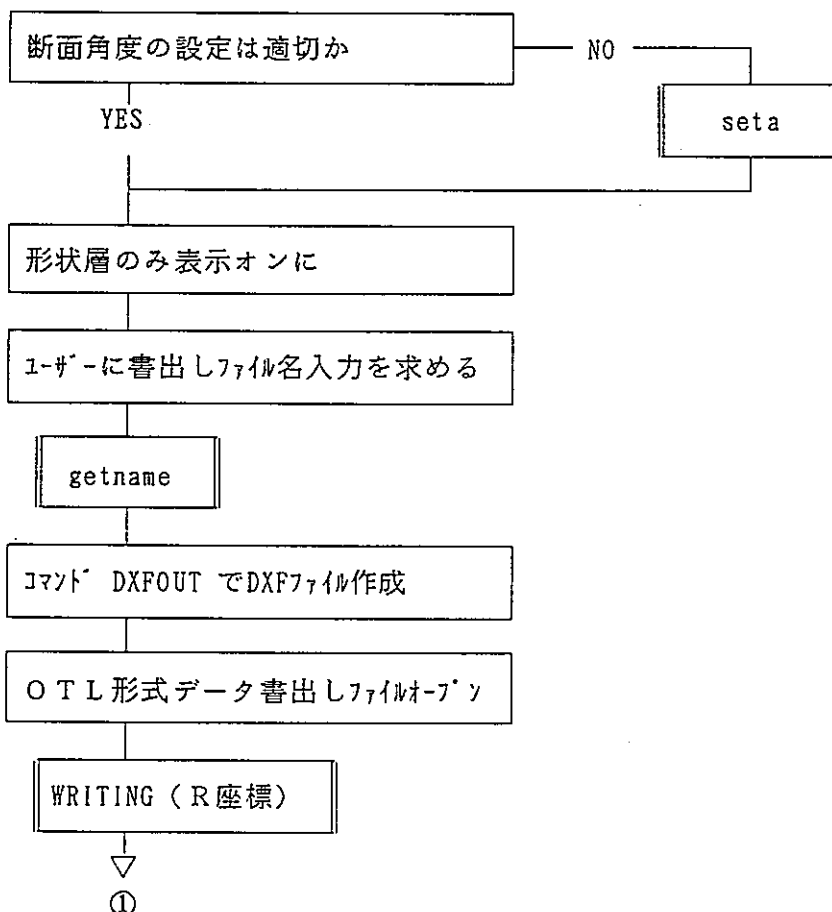 断面角度の設定は適切か
NO
YES
seta
形状層のみ表示オンに
ﾕｰｻﾞｰに書出しﾌｧｲﾙ名入力を求める
getname
ｺﾏﾝﾄﾞ DXFOUT でDXFﾌｧｲﾙ作成
ＯＴＬ形式データ書出しﾌｧｲﾙｵｰﾌﾟﾝ
WRITING（Ｒ座標）
①